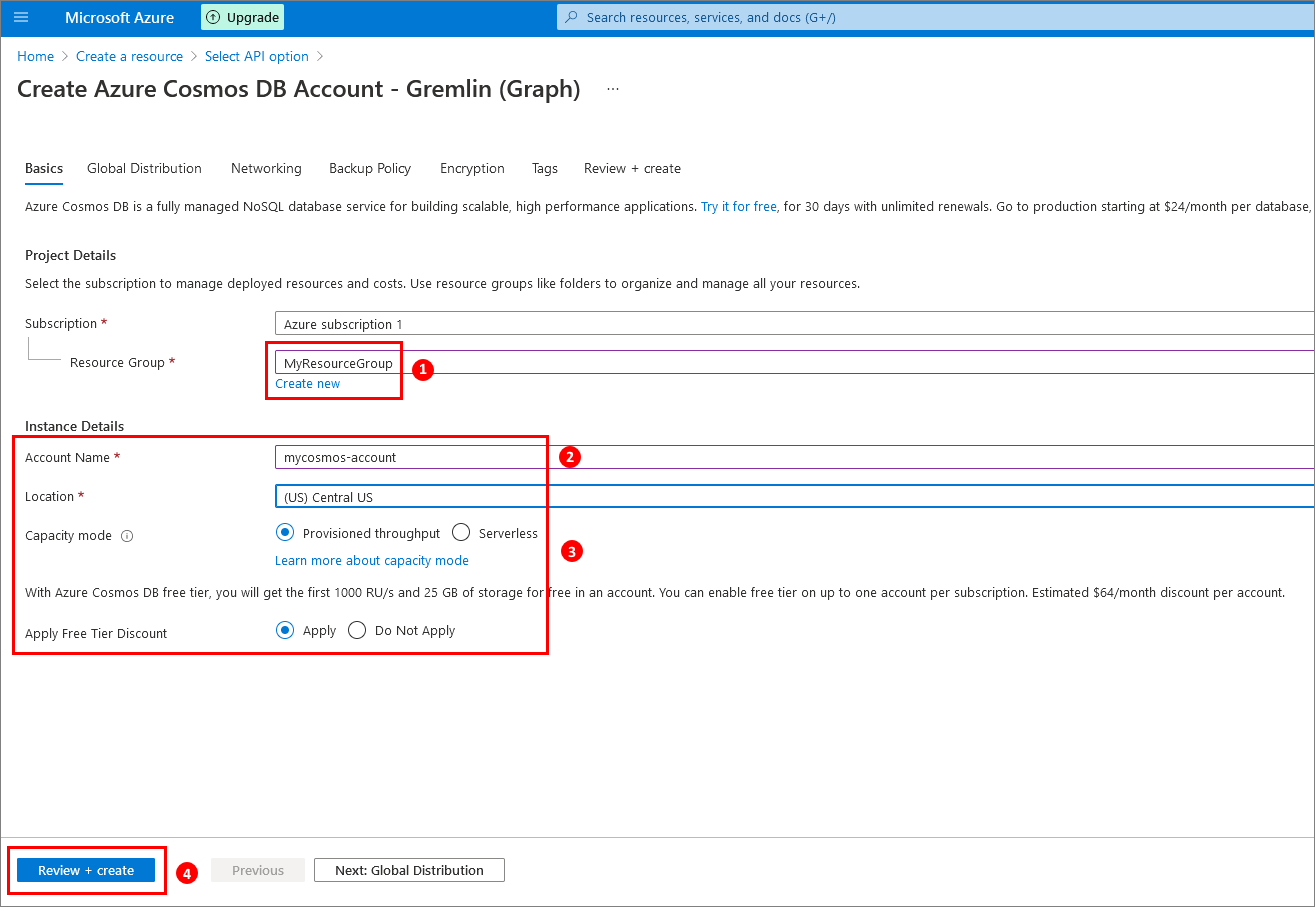 Microsoft Azure Upgrade Search resources, services, and docs (G+/)
Home > Create a resource > Select API option >
Create Azure Cosmos DB Account - Gremlin (Graph) ...
Basics Global Distribution Networking Backup Policy Encryption Tags Review + create
Azure Cosmos DB is a fully managed NoSQL database service for building scalable, high performance applications. Try it for free, for 30 days with unlimited renewals. Go to production starting at $24/month per database,
Project Details
Select the subscription to manage deployed resources and costs. Use resource groups like folders to organize and manage all your resources.
Subscription * Azure subscription 1
Resource Group * MyResourceGroup 1
Create new
Instance Details
Account Name * mycosmos-account 2
Location * (US) Central US
Capacity mode Provisioned throughput Serverless
3
Learn more about capacity mode
With Azure Cosmos DB free tier, you will get the first 1000 RU/s and 25 GB of storage for free in an account. You can enable free tier on up to one account per subscription. Estimated $64/month discount per account.
Apply Free Tier Discount Apply Do Not Apply
Review + create 4 Previous Next: Global Distribution